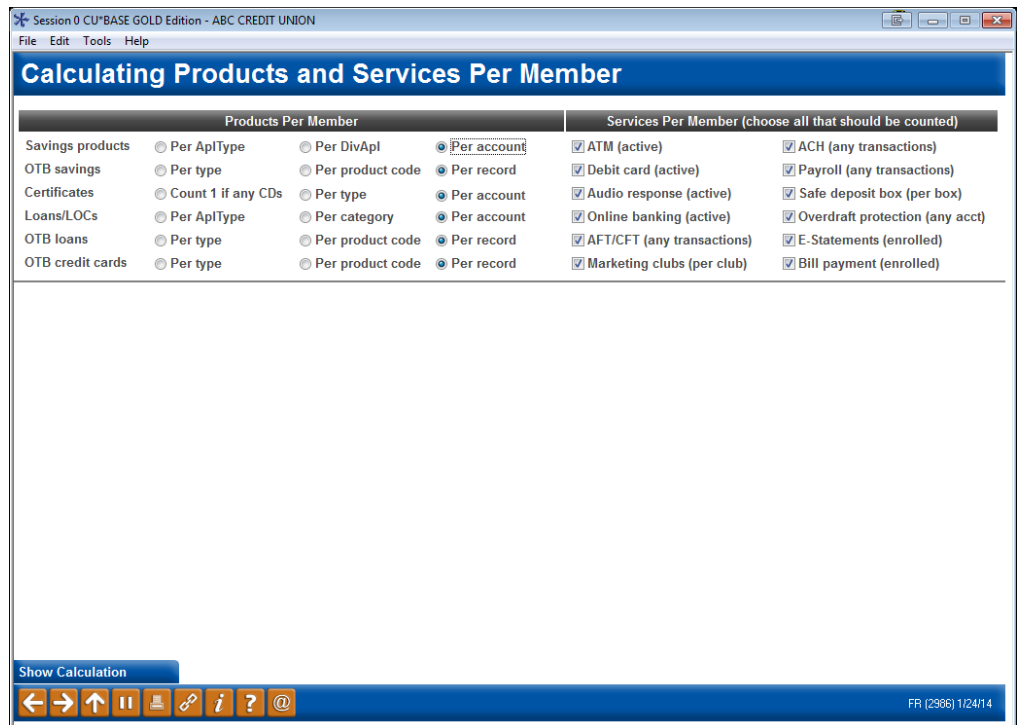 Session 0 CU*BASE GOLD Edition - ABC CREDIT UNION
File Edit Tools Help
Calculating Products and Services Per Member
Products Per Member Services Per Member (choose all that should be counted)
Savings products Per AplType Per DivApl Per account ATM (active) ACH (any transactions)
OTB savings Per type Per product code Per record Debit card (active) Payroll (any transactions)
Certificates Count 1 if any CDs Per type Per account Audio response (active) Safe deposit box (per box)
Loans/LOCs Per AplType Per category Per account Online banking (active) Overdraft protection (any acct)
OTB loans Per type Per product code Per record AFT/CFT (any transactions) E-Statements (enrolled)
OTB credit cards Per type Per product code Per record Marketing clubs (per club) Bill payment (enrolled)
Show Calculation
i ? @ FR (2986) 1/24/14